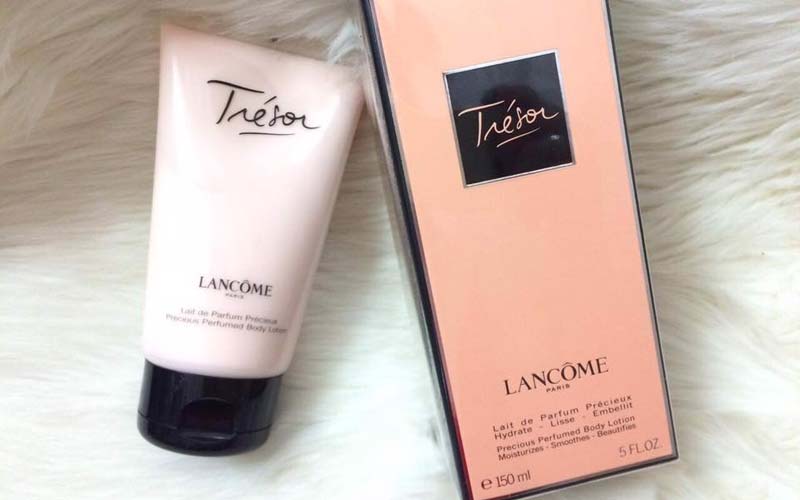 Trésor
LANCÔME
PARIS
Lait de Parfum Précieux
Precious Perfumed Body Lotion
Trésor
LANCÔME
PARIS
Lait de Parfum Précieux
Hydrate - Lisse - Embellit
Precious Perfumed Body Lotion
Moisturizes - Smoothes - Beautifies
e 150 ml 5 FL.OZ.